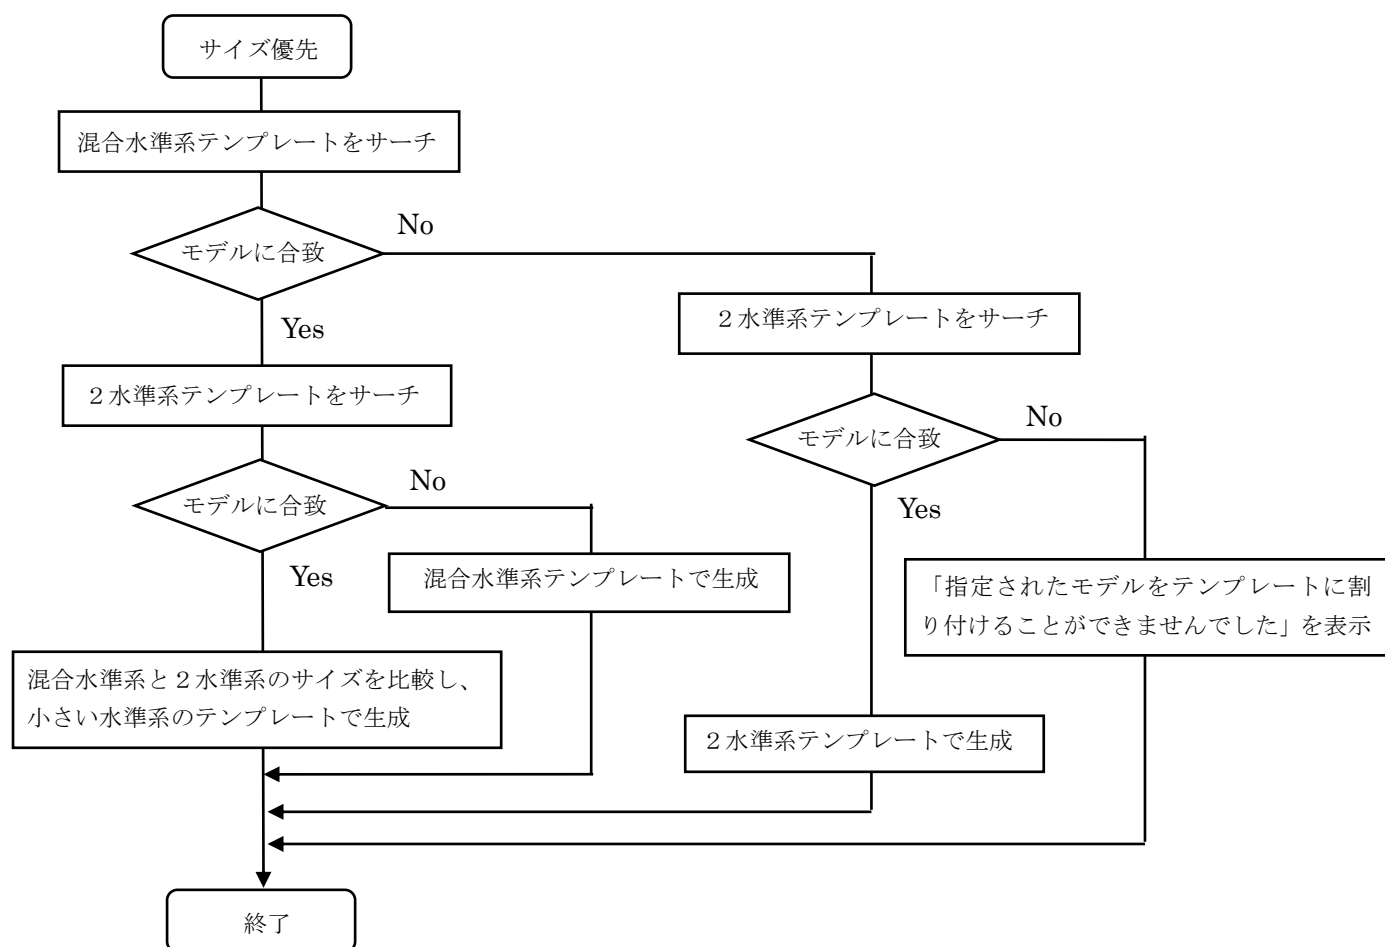 サイズ優先
混合水準系テンプレートをサーチ
モデルに合致
No
Yes
２水準系テンプレートをサーチ
モデルに合致
No
Yes
混合水準系テンプレートで生成
混合水準系と２水準系のサイズを比較し、
小さい水準系のテンプレートで生成
２水準系テンプレートをサーチ
モデルに合致
No
Yes
「指定されたモデルをテンプレートに割
り付けることができませんでした」を表示
２水準系テンプレートで生成
終了